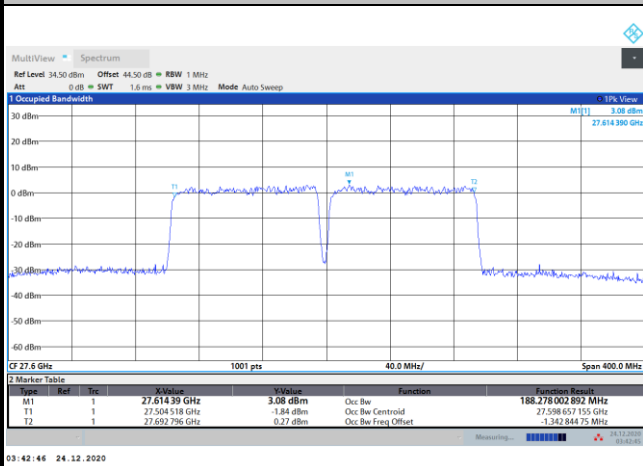 MultiView Spectrum
Ref Level 34.50 dBm Offset 44.50 dB RBW 1 MHz
Att 0 dB SWT 1.6 ms VBW 3 MHz Mode Auto Sweep
1 Occupied Bandwidth 1Pk View
M1[1] 3.08 dBm
27.614 390 GHz
30 dBm
20 dBm
10 dBm
M1
T1
T2
0 dBm
-10 dBm
-20 dBm
-30 dBm
-40 dBm
-50 dBm
-60 dBm
CF 27.6 GHz 1001 pts 40.0 MHz/ Span 400.0 MHz
2 Marker Table
Type Ref Trc X-Value Y-Value Function Function Result
M1 1 27.614 39 GHz 3.08 dBm Occ Bw 188.278 002 892 MHz
T1 1 27.504 518 GHz -1.84 dBm Occ Bw Centroid 27.598 657 155 GHz
T2 1 27.692 796 GHz 0.27 dBm Occ Bw Freq Offset -1.342 844 75 MHz
Measuring... 24.12.2020
03:42:45
03:42:46 24.12.2020